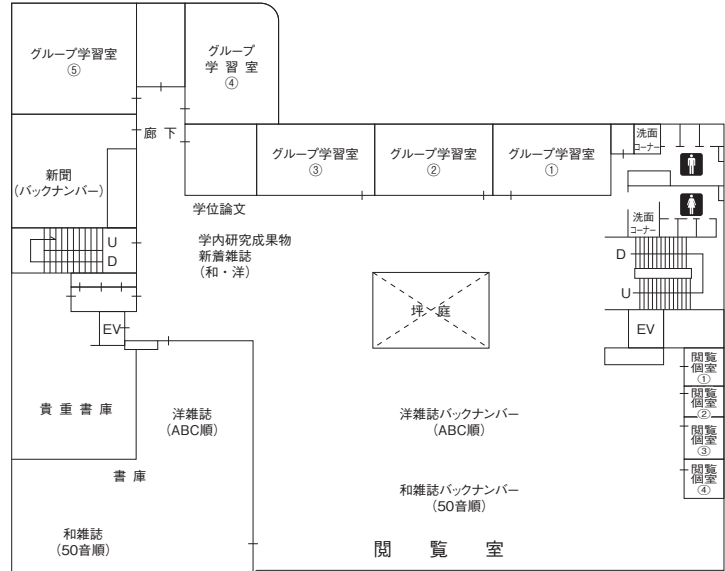 グループ学習室
⑤
グループ
学習室
④
廊下
新聞
(バックナンバー)
グループ学習室
③
グループ学習室
②
グループ学習室
①
洗面
コーナー
洗面
コーナー
学位論文
学内研究成果物
新着雑誌
(和・洋)
U
D
D
U
坪庭
EV
EV
貴重書庫
洋雑誌
(ABC順)
書庫
和雑誌
(50音順)
洋雑誌バックナンバー
(ABC順)
和雑誌バックナンバー
(50音順)
閲覧室
閲覧
個室
①
閲覧
個室
②
閲覧
個室
③
閲覧
個室
④